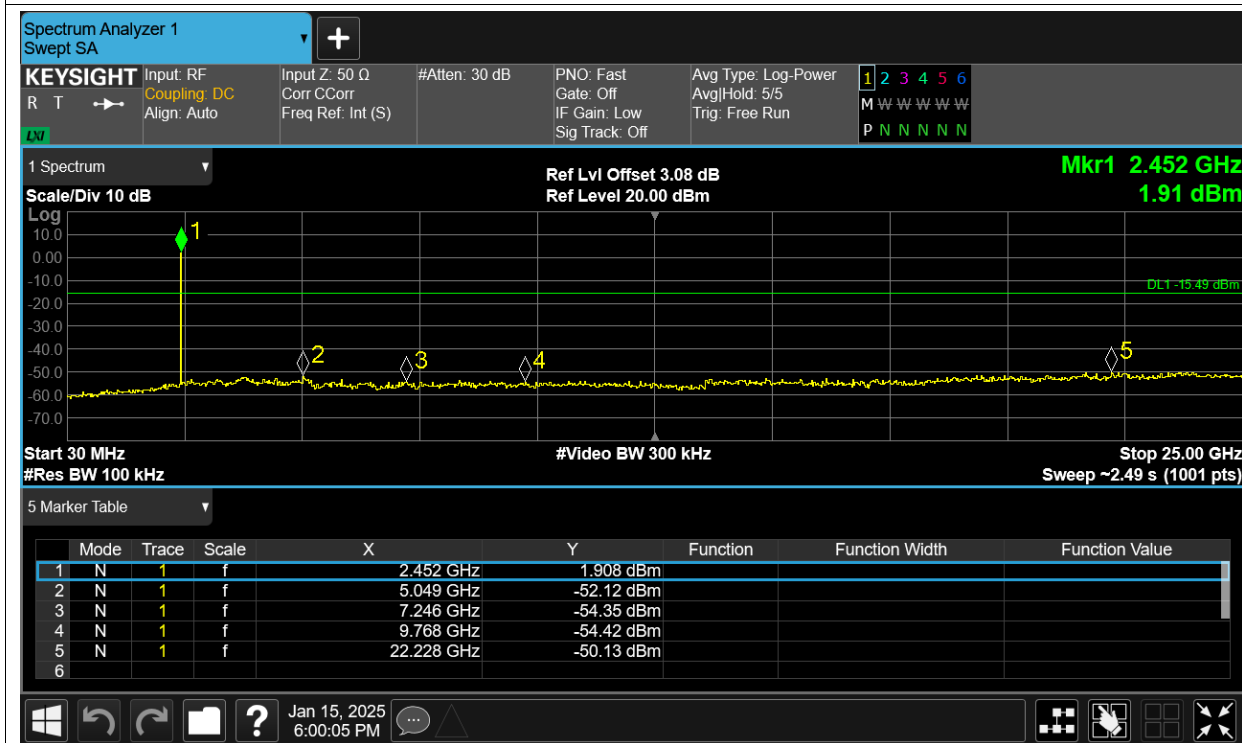 Spectrum Analyzer 1
Swept SA
+
KEYSIGHT
R T
LXI
Input: RF
Coupling: DC
Align: Auto
Input Z: 50 Ω
Corr CCorr
Freq Ref: Int (S)
#Atten: 30 dB
PNO: Fast
Gate: Off
IF Gain: Low
Sig Track: Off
Avg Type: Log-Power
Avg|Hold: 5/5
Trig: Free Run
1 2 3 4 5 6
M W W W W W
P N N N N N
1 Spectrum
Scale/Div 10 dB
Ref Lvl Offset 3.08 dB
Ref Level 20.00 dBm
Mkr1 2.452 GHz
1.91 dBm
Log
10.0
0.00
-10.0
-20.0
-30.0
-40.0
-50.0
-60.0
-70.0
1
2
3
4
5
DL1 -15.49 dBm
Start 30 MHz
#Res BW 100 kHz
#Video BW 300 kHz
Stop 25.00 GHz
Sweep ~2.49 s (1001 pts)
5 Marker Table
Mode Trace Scale X Y Function Function Width Function Value
1 N 1 f 2.452 GHz 1.908 dBm
2 N 1 f 5.049 GHz -52.12 dBm
3 N 1 f 7.246 GHz -54.35 dBm
4 N 1 f 9.768 GHz -54.42 dBm
5 N 1 f 22.228 GHz -50.13 dBm
6
?
Jan 15, 2025
6:00:05 PM